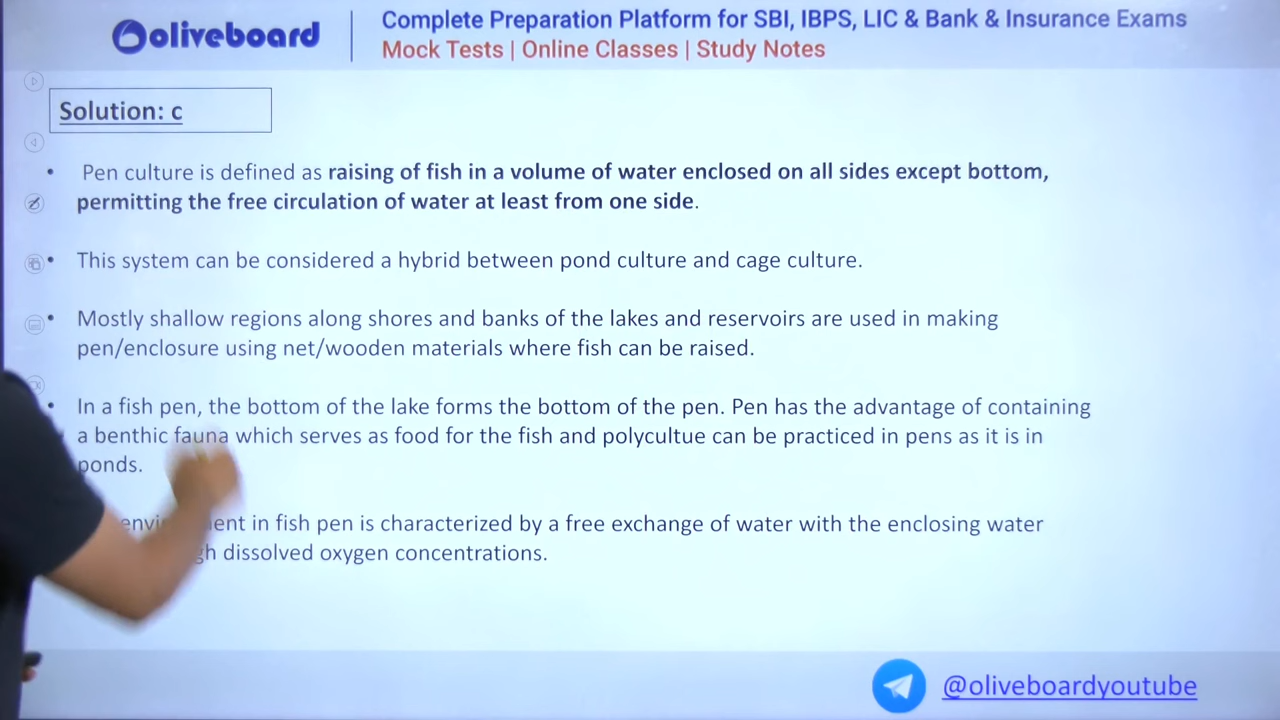 oliveboard
Complete Preparation Platform for SBI, IBPS, LIC & Bank & Insurance Exams
Mock Tests | Online Classes | Study Notes
Solution: c
• Pen culture is defined as raising of fish in a volume of water enclosed on all sides except bottom,
permitting the free circulation of water at least from one side.
• This system can be considered a hybrid between pond culture and cage culture.
• Mostly shallow regions along shores and banks of the lakes and reservoirs are used in making
pen/enclosure using net/wooden materials where fish can be raised.
• In a fish pen, the bottom of the lake forms the bottom of the pen. Pen has the advantage of containing
a benthic fauna which serves as food for the fish and polycultue can be practiced in pens as it is in
ponds.
in fish pen is characterized by a free exchange of water with the enclosing water
dissolved oxygen concentrations.
@oliveboardyoutube